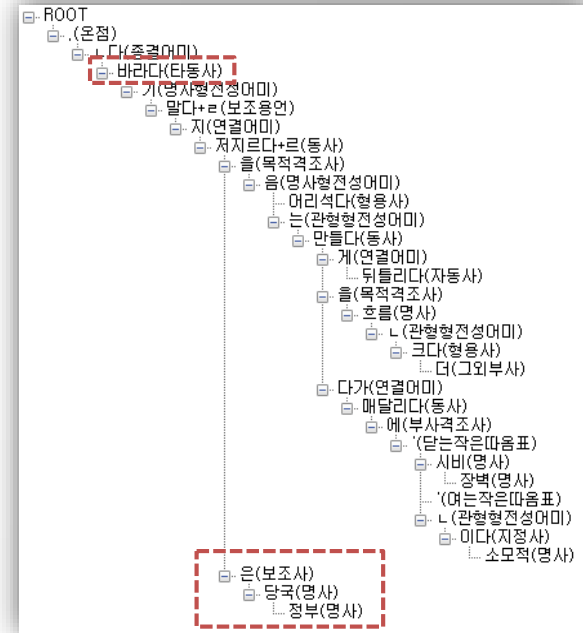 ROOT
.(온점)
ㄴ다(종결어미)
바라다(타동사)
기(명사형전성어미)
말다+ㄹ(보조용언)
지(연결어미)
저지르다+르(동사)
을(목적격조사)
음(명사형전성어미)
어리석다(형용사)
는(관형형전성어미)
만들다(동사)
게(연결어미)
뒤틀리다(자동사)
을(목적격조사)
흐름(명사)
ㄴ(관형형전성어미)
크다(형용사)
더(그외부사)
다가(연결어미)
매달리다(동사)
에(부사격조사)
'(닫는작은따옴표)
시비(명사)
장벽(명사)
'(여는작은따옴표)
ㄴ(관형형전성어미)
이다(지정사)
소모적(명사)
은(보조사)
당국(명사)
정부(명사)